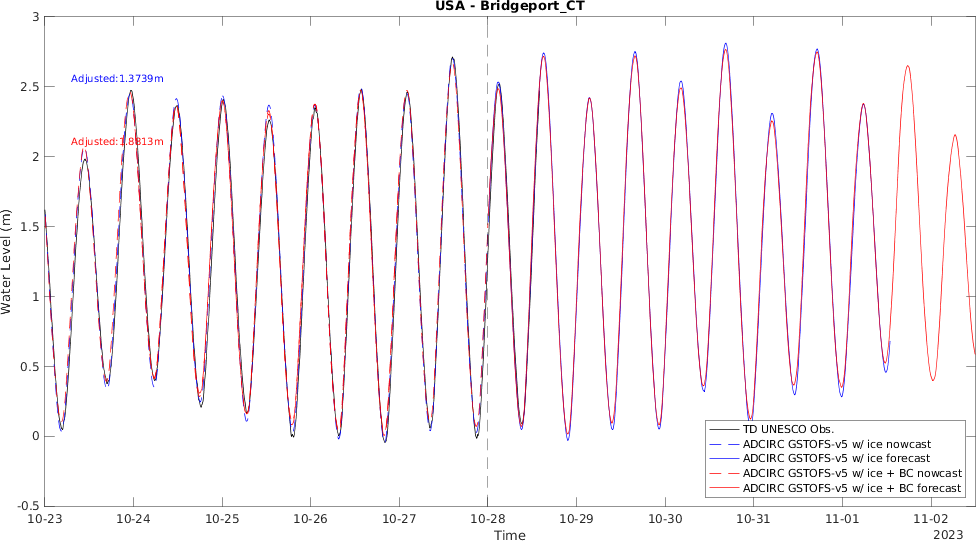 USA - Bridgeport_CT
3
2.5
2
1.5
1
0.5
0
-0.5
Water Level (m)
Adjusted:1.3739m
Adjusted:1.8813m
TD UNESCO Obs.
ADCIRC GSTOFS-v5 w/ ice nowcast
ADCIRC GSTOFS-v5 w/ ice forecast
ADCIRC GSTOFS-v5 w/ ice + BC nowcast
ADCIRC GSTOFS-v5 w/ ice + BC forecast
10-23 10-24 10-25 10-26 10-27 10-28 10-29 10-30 10-31 11-01 11-02
Time
2023